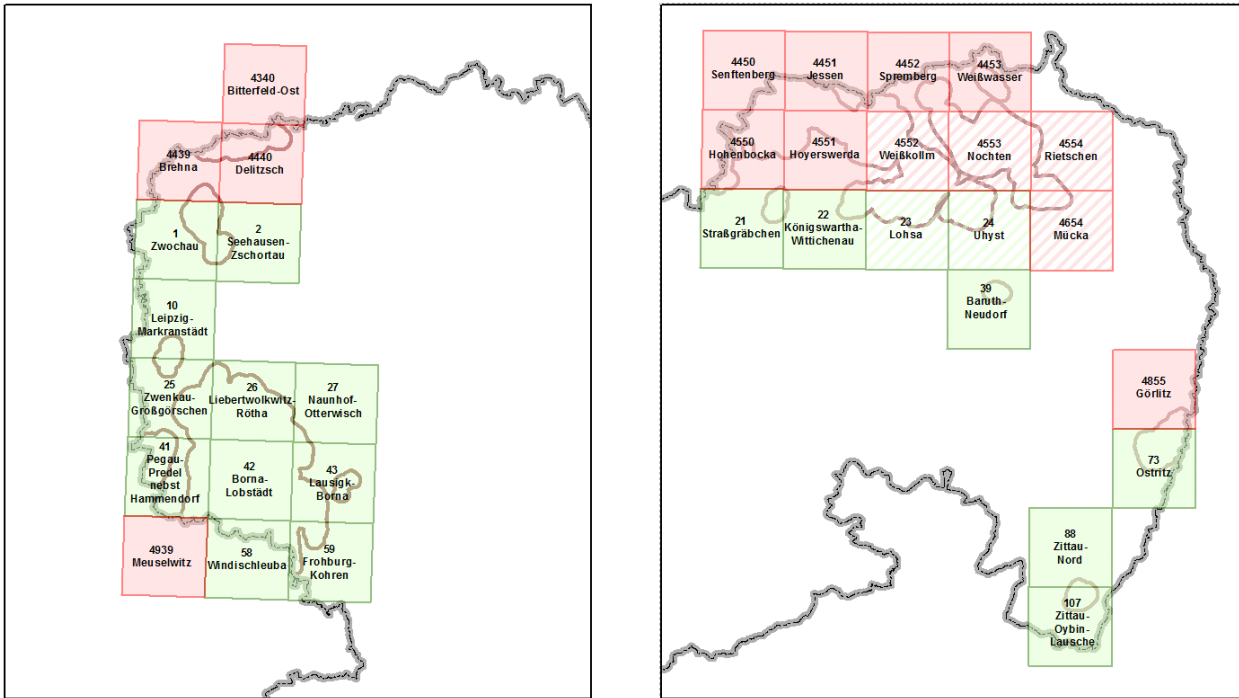 4340
Bitterfeld-Ost
4439
Brehna
4440
Delitzsch
1
Zwochau
2
Seehausen-
Zschortau
10
Leipzig-
Markranstädt
25
Zwenkau-
Großgörschen
26
Liebertwolkwitz-
Rötha
27
Naunhof-
Otterwisch
41
Pegau-
Predel
nebst
Hammendorf
42
Borna-
Lobstädt
43
Lausigk-
Borna
4939
Meuselwitz
58
Windischleuba
59
Frohburg-
Kohren
4450
Senftenberg
4451
Jessen
4452
Spremberg
4453
Weißwasser
4550
Hohenbocka
4551
Hoyerswerda
4552
Weißkollm
4553
Nochten
4554
Rietschen
21
Straßgräbchen
22
Königswartha-
Wittichenau
23
Lohsa
24
Uhyst
4654
Mücka
39
Baruth-
Neudorf
4855
Görlitz
73
Ostritz
88
Zittau-
Nord
107
Zittau-
Oybin-
Lausche